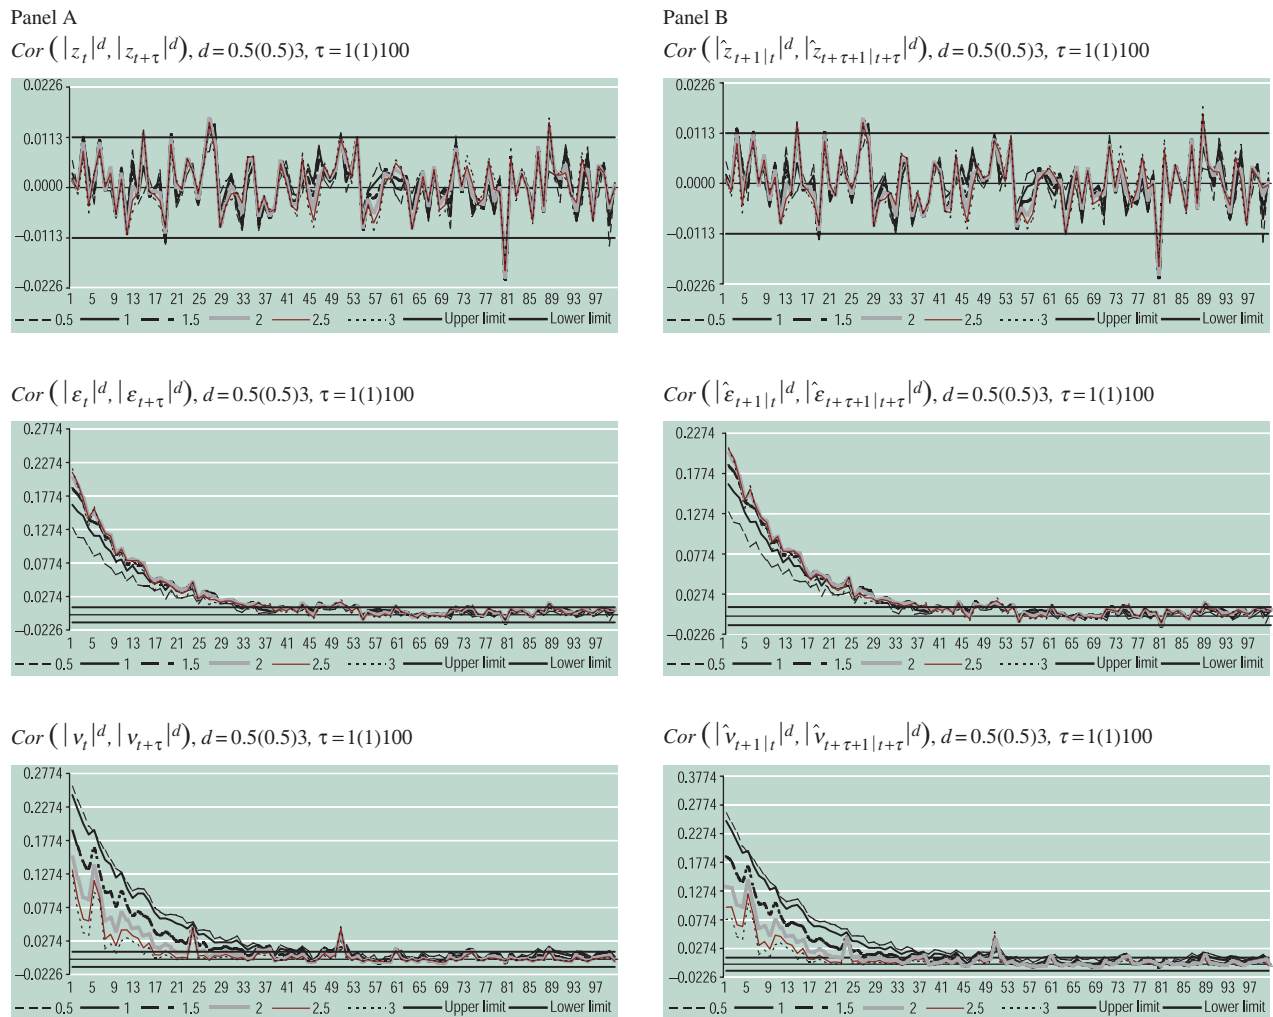 Panel A
Cor (|z_t|^d, |z_{t+τ}|^d), d=0.5(0.5)3, τ=1(1)100
0.0226
0.0113
0.0000
−0.0113
−0.0226
1 5 9 13 17 21 25 29 33 37 41 45 49 53 57 61 65 69 73 77 81 85 89 93 97
0.5 1 1.5 2 2.5 3 Upper limit Lower limit
Cor (|ε_t|^d, |ε_{t+τ}|^d), d=0.5(0.5)3, τ=1(1)100
0.2774
0.2274
0.1774
0.1274
0.0774
0.0274
−0.0226
1 5 9 13 17 21 25 29 33 37 41 45 49 53 57 61 65 69 73 77 81 85 89 93 97
0.5 1 1.5 2 2.5 3 Upper limit Lower limit
Cor (|ν_t|^d, |ν_{t+τ}|^d), d=0.5(0.5)3, τ=1(1)100
0.2774
0.2274
0.1774
0.1274
0.0774
0.0274
−0.0226
1 5 9 13 17 21 25 29 33 37 41 45 49 53 57 61 65 69 73 77 81 85 89 93 97
0.5 1 1.5 2 2.5 3 Upper limit Lower limit
Panel B
Cor (|ẑ_{t+1|t}|^d, |ẑ_{t+τ+1|t+τ}|^d), d=0.5(0.5)3, τ=1(1)100
0.0226
0.0113
0.0000
−0.0113
−0.0226
1 5 9 13 17 21 25 29 33 37 41 45 49 53 57 61 65 69 73 77 81 85 89 93 97
0.5 1 1.5 2 2.5 3 Upper limit Lower limit
Cor (|ε̂_{t+1|t}|^d, |ε̂_{t+τ+1|t+τ}|^d), d=0.5(0.5)3, τ=1(1)100
0.2274
0.1774
0.1274
0.0774
0.0274
−0.0226
1 5 9 13 17 21 25 29 33 37 41 45 49 53 57 61 65 69 73 77 81 85 89 93 97
0.5 1 1.5 2 2.5 3 Upper limit Lower limit
Cor (|ν̂_{t+1|t}|^d, |ν̂_{t+τ+1|t+τ}|^d), d=0.5(0.5)3, τ=1(1)100
0.3774
0.2774
0.2274
0.1774
0.1274
0.0774
0.0274
−0.0226
1 5 9 13 17 21 25 29 33 37 41 45 49 53 57 61 65 69 73 77 81 85 89 93 97
0.5 1 1.5 2 2.5 3 Upper limit Lower limit